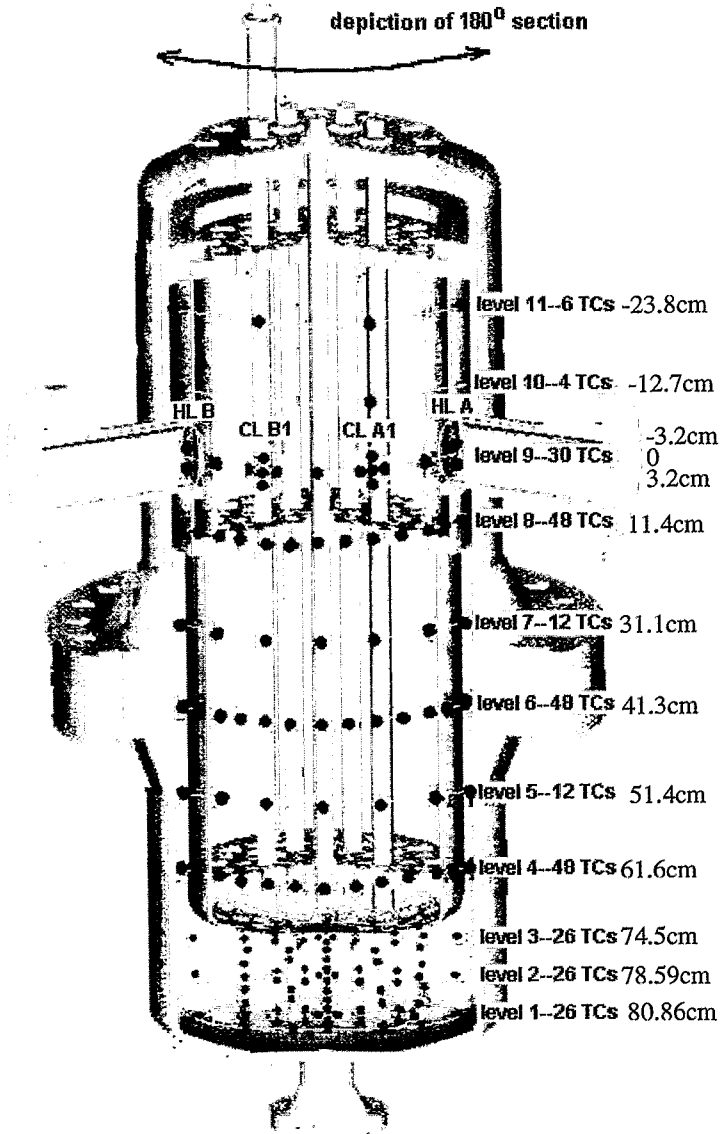 depiction of 180° section
level 11--6 TCs -23.8cm
level 10--4 TCs -12.7cm
HL B
HL A
CL B1
CL A1
-3.2cm
level 9--30 TCs 0
3.2cm
level 8--48 TCs 11.4cm
level 7--12 TCs 31.1cm
level 6--48 TCs 41.3cm
level 5--12 TCs 51.4cm
level 4--48 TCs 61.6cm
level 3--26 TCs 74.5cm
level 2--26 TCs 78.59cm
level 1--26 TCs 80.86cm